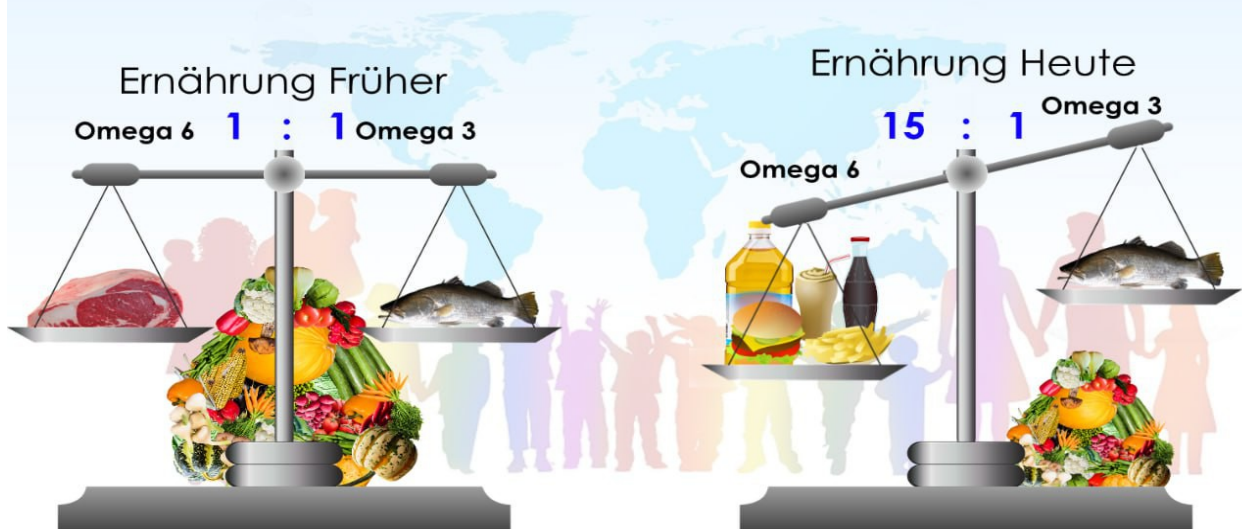 Ernährung Früher
Omega 6 1 : 1 Omega 3
Ernährung Heute
15 : 1 Omega 3
Omega 6